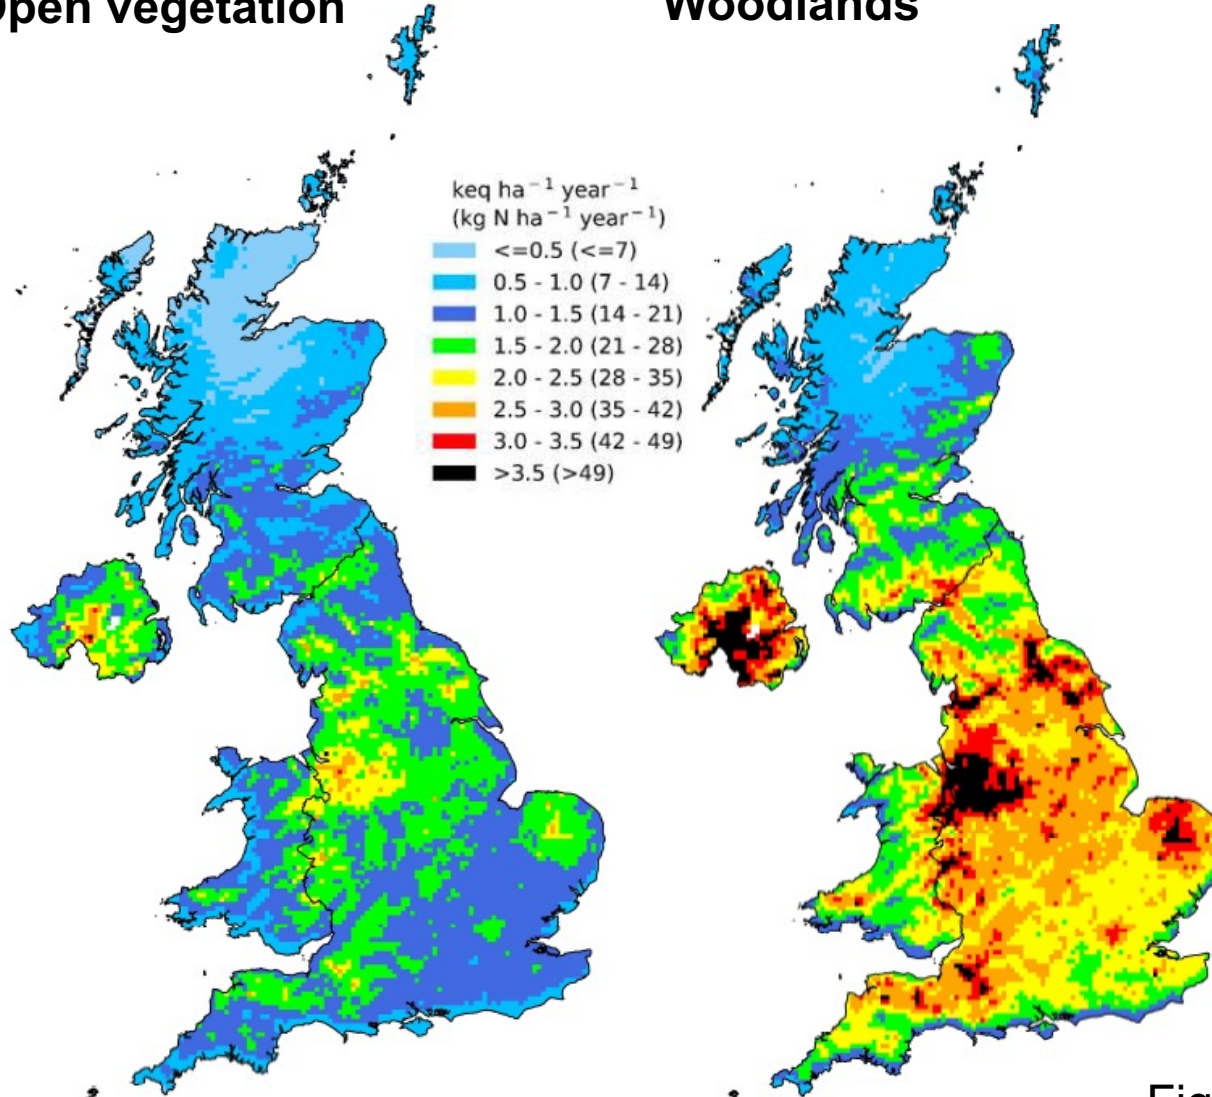 Open vegetation
Woodlands
keq ha⁻¹ year⁻¹
(kg N ha⁻¹ year⁻¹)
<=0.5 (<=7)
0.5 - 1.0 (7 - 14)
1.0 - 1.5 (14 - 21)
1.5 - 2.0 (21 - 28)
2.0 - 2.5 (28 - 35)
2.5 - 3.0 (35 - 42)
3.0 - 3.5 (42 - 49)
>3.5 (>49)
Fig